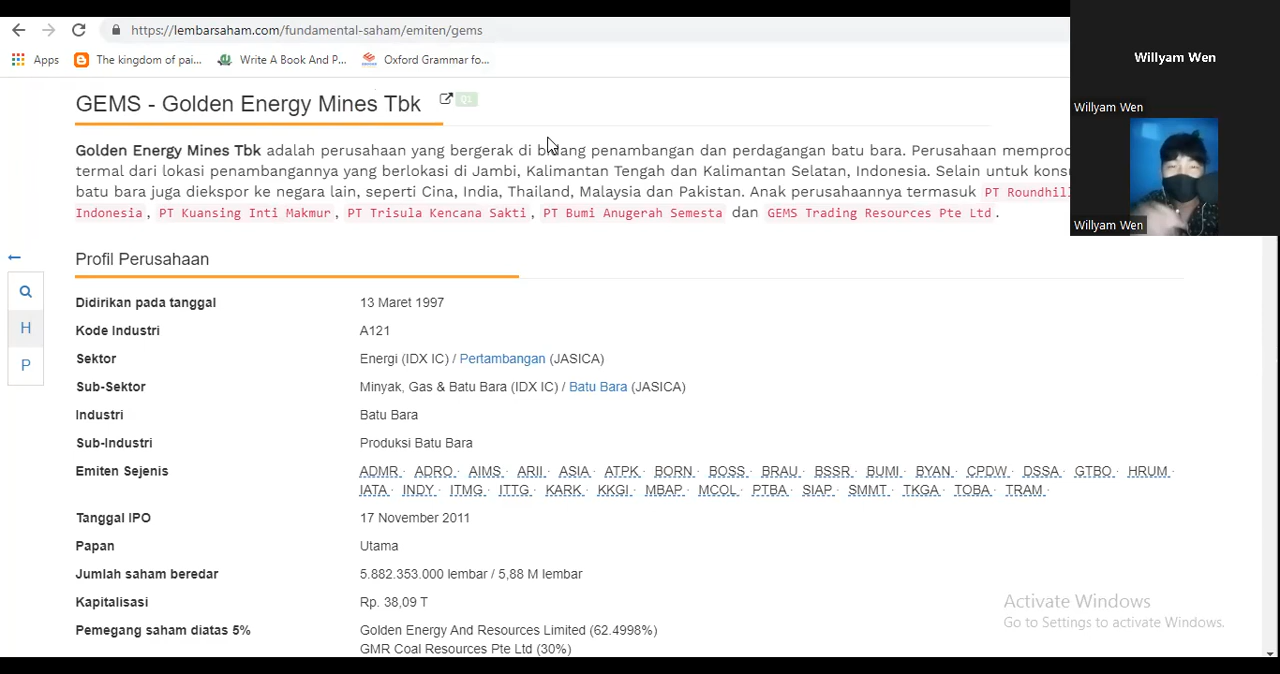 https://lembarsaham.com/fundamental-saham/emiten/gems
Apps The kingdom of pai... Write A Book And P... Oxford Grammar fo...
Willyam Wen
Willyam Wen
Willyam Wen
GEMS - Golden Energy Mines Tbk Q1
Golden Energy Mines Tbk adalah perusahaan yang bergerak di bidang penambangan dan perdagangan batu bara. Perusahaan memproc
termal dari lokasi penambangannya yang berlokasi di Jambi, Kalimantan Tengah dan Kalimantan Selatan, Indonesia. Selain untuk konsu
batu bara juga diekspor ke negara lain, seperti Cina, India, Thailand, Malaysia dan Pakistan. Anak perusahaannya termasuk PT Roundhill
Indonesia, PT Kuansing Inti Makmur, PT Trisula Kencana Sakti, PT Bumi Anugerah Semesta dan GEMS Trading Resources Pte Ltd.
Profil Perusahaan
H
P
Didirikan pada tanggal 13 Maret 1997
Kode Industri A121
Sektor Energi (IDX IC) / Pertambangan (JASICA)
Sub-Sektor Minyak, Gas & Batu Bara (IDX IC) / Batu Bara (JASICA)
Industri Batu Bara
Sub-Industri Produksi Batu Bara
Emiten Sejenis ADMR ADRO AIMS ARII ASIA ATPK BORN BOSS BRAU BSSR BUMI BYAN CPDW DSSA GTBO HRUM
IATA INDY ITMG ITTG KARK KKGI MBAP MCOL PTBA SIAP SMMT TKGA TOBA TRAM
Tanggal IPO 17 November 2011
Papan Utama
Jumlah saham beredar 5.882.353.000 lembar / 5,88 M lembar
Kapitalisasi Rp. 38,09 T
Pemegang saham diatas 5% Golden Energy And Resources Limited (62.4998%)
GMR Coal Resources Pte Ltd (30%)
Activate Windows
Go to Settings to activate Windows.